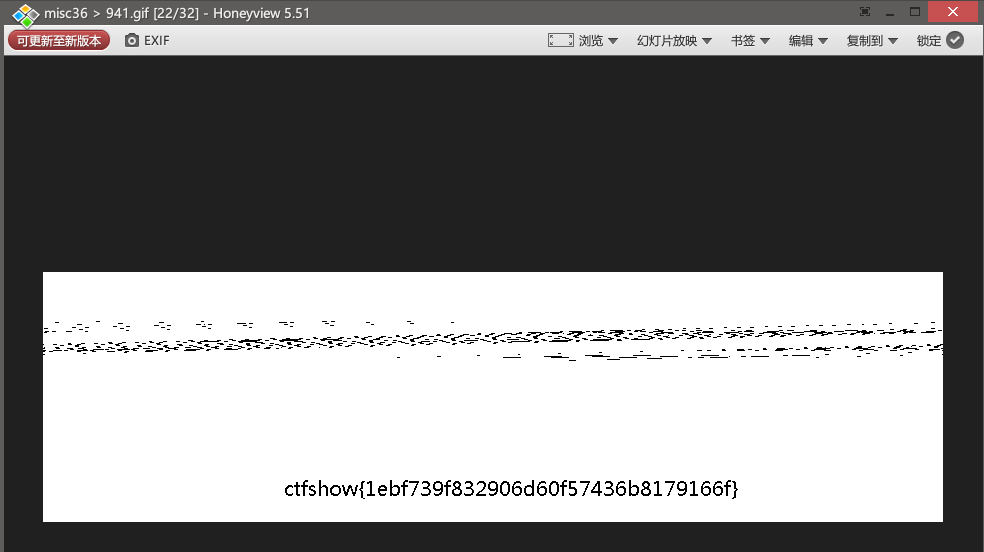 misc36 > 941.gif [22/32] - Honeyview 5.51
可更新至新版本 EXIF 浏览 幻灯片放映 书签 编辑 复制到 锁定
ctfshow{1ebf739f832906d60f57436b8179166f}